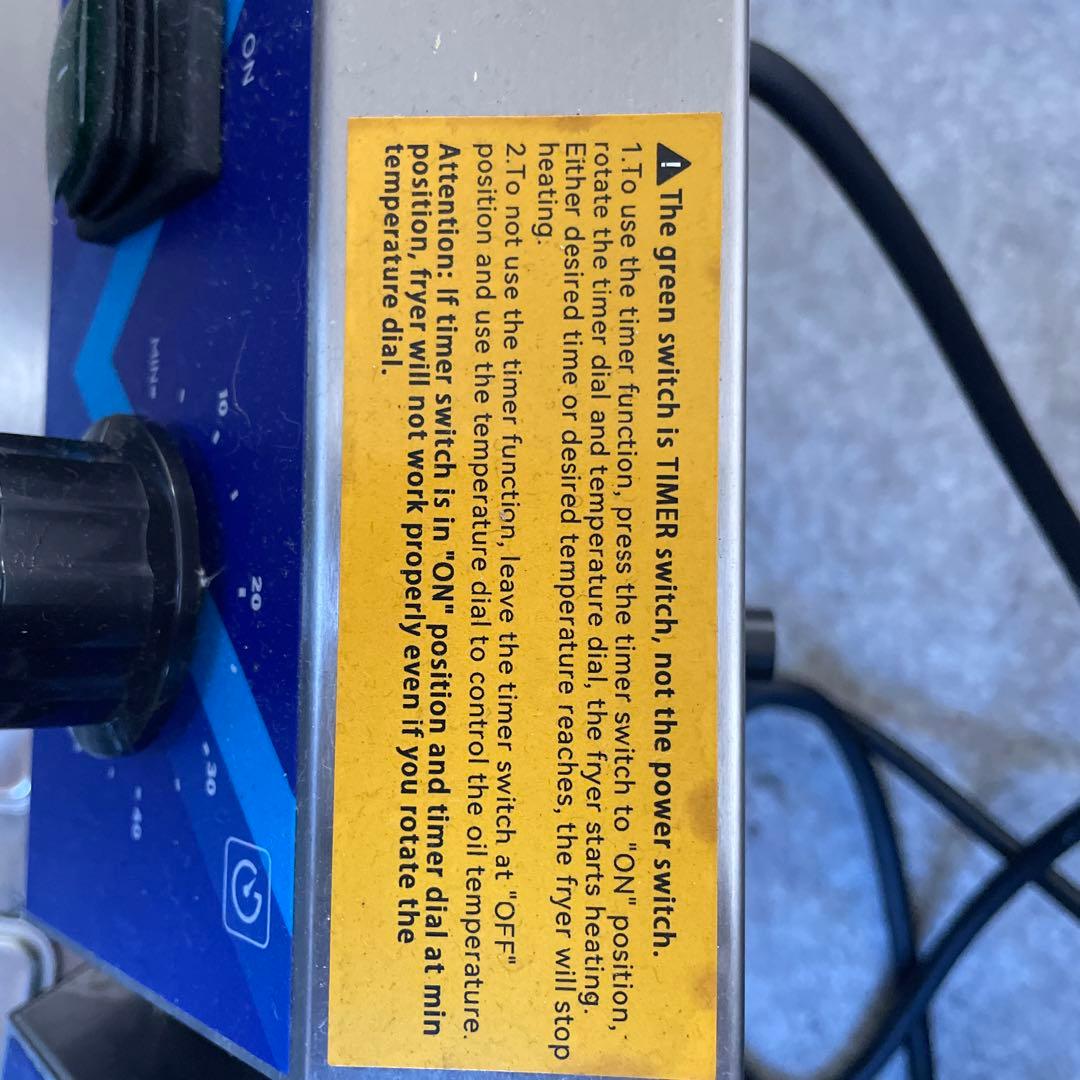 ⚠ The green switch is TIMER switch, not the power switch.
1.To use the timer function, press the timer switch to "ON" position,
rotate the timer dial and temperature dial, the fryer starts heating.
Either desired time or desired temperature reaches, the fryer will stop
heating.
2.To not use the timer function, leave the timer switch at "OFF"
position and use the temperature dial to control the oil temperature.
Attention: If timer switch is in "ON" position and timer dial at min
position, fryer will not work properly even if you rotate the
temperature dial.
ON
MIN
10
20
30
40